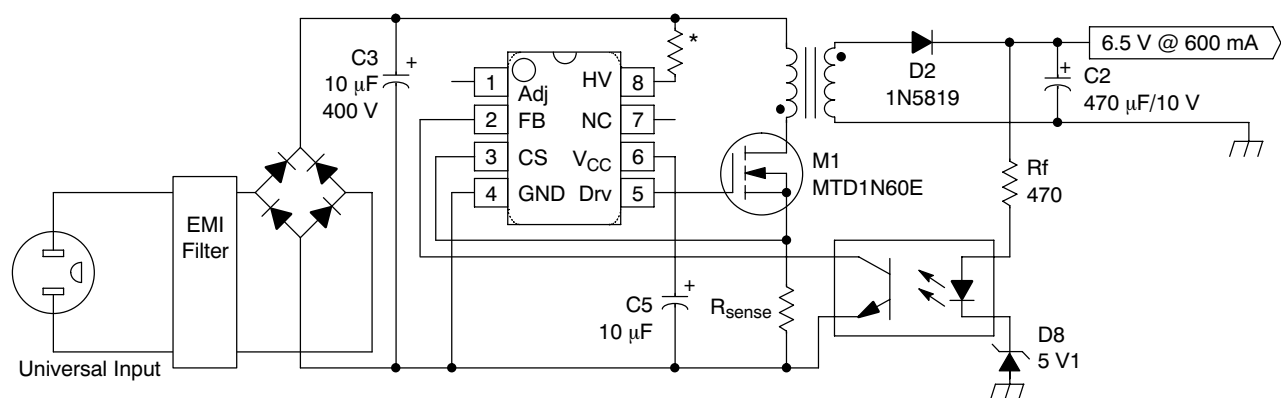 C3
10 μF
400 V
+
1
Adj
2
FB
3
CS
4
GND
HV
8
NC
7
VCC
6
Drv
5
*
M1
MTD1N60E
D2
1N5819
6.5 V @ 600 mA
+
C2
470 μF/10 V
Rf
470
EMI
Filter
Universal Input
C5
10 μF
+
Rsense
D8
5 V1